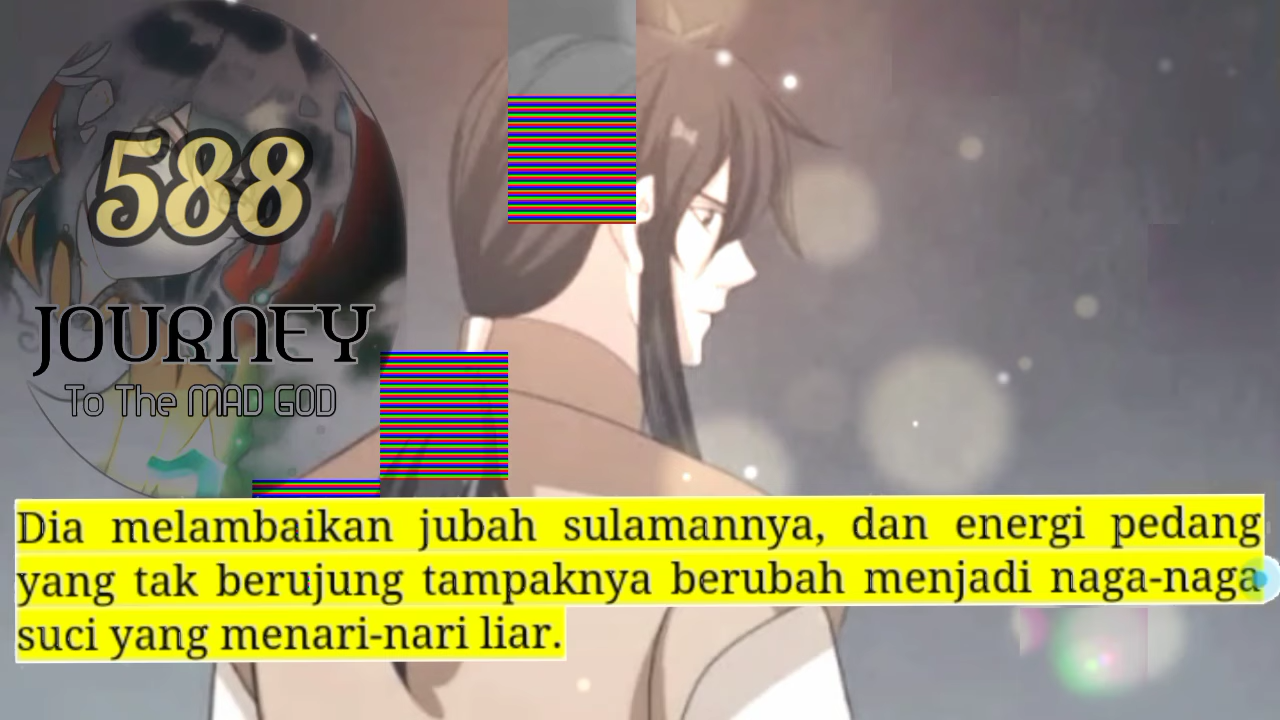 588
JOURNEY
To The MAD GOD
Dia melambaikan jubah sulamannya, dan energi pedang
yang tak berujung tampaknya berubah menjadi naga-naga
suci yang menari-nari liar.